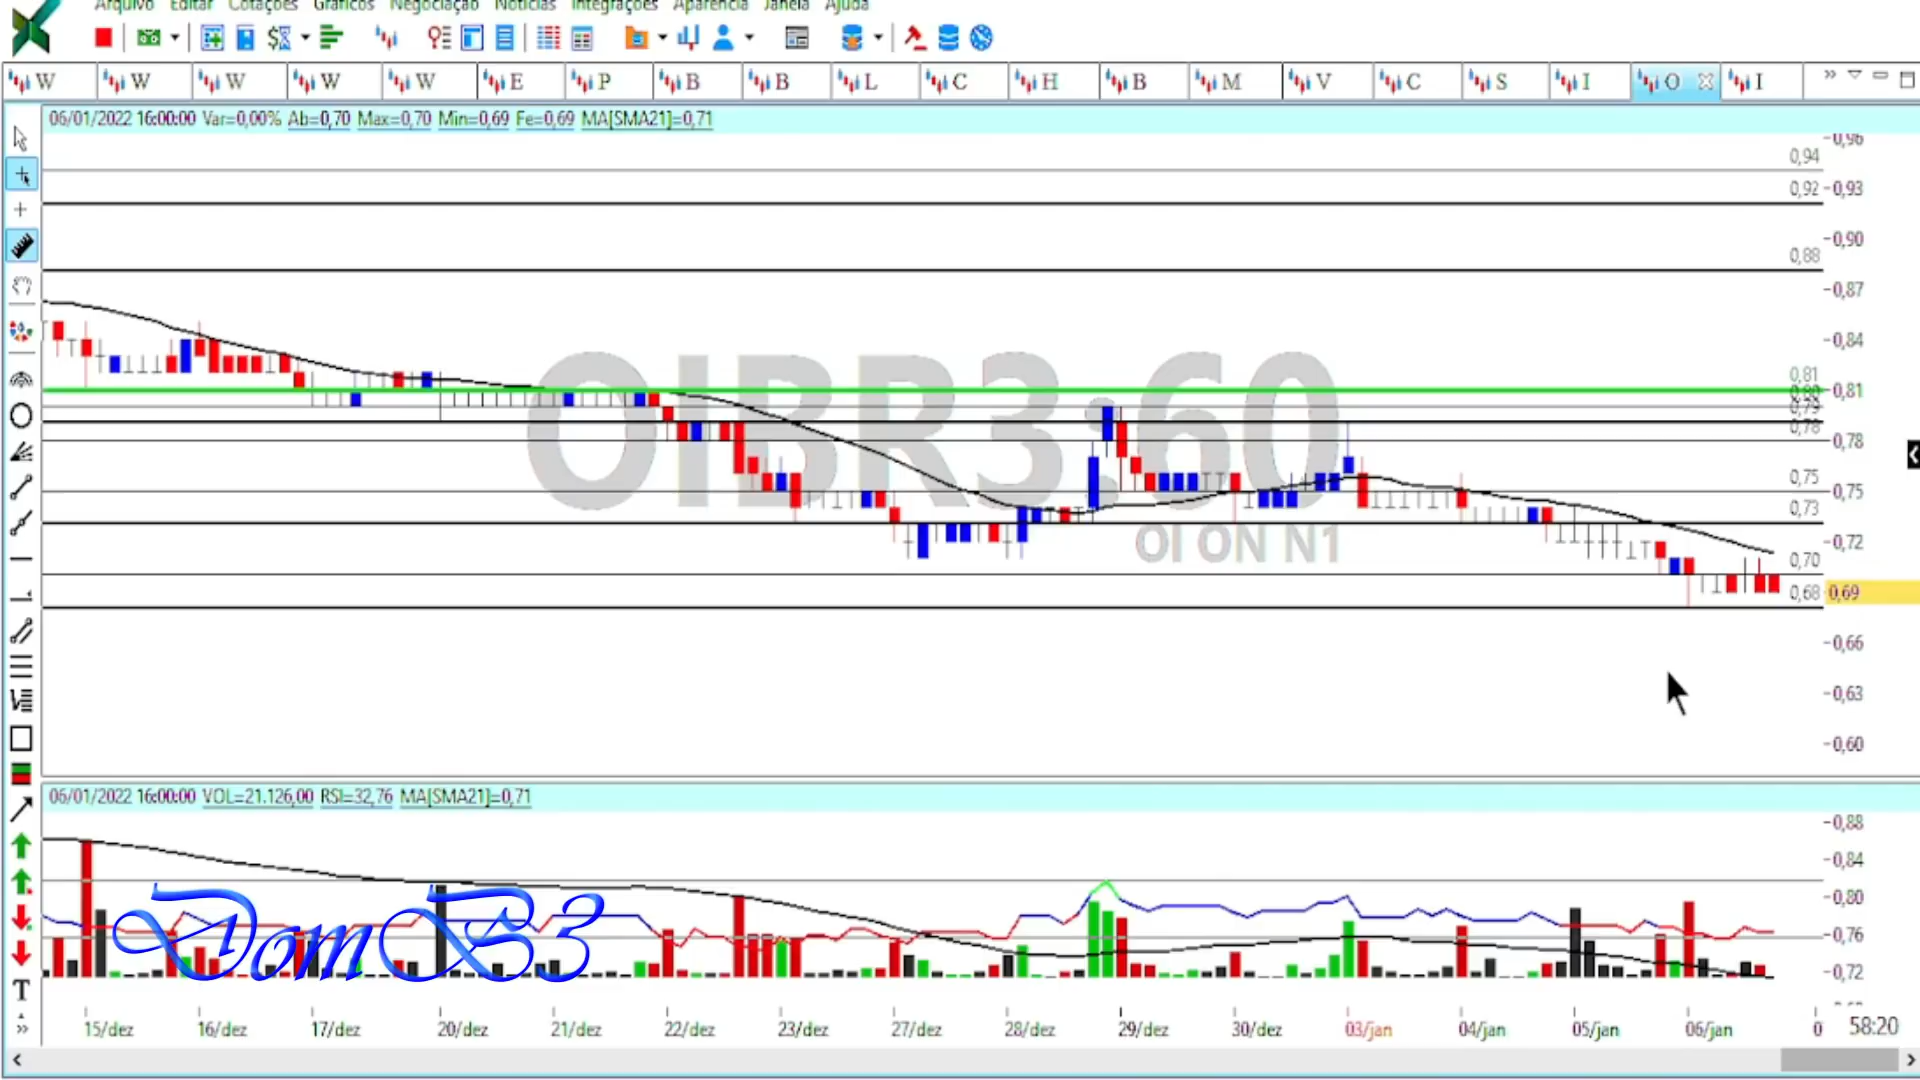 Arquivo Editar Cotações Gráficos Negociação Notícias Integrações Aparência Janela Ajuda
W W W W W E P B B L C H B M V C S I O I
06/01/2022 16:00:00 Var=0,00% Ab=0,70 Max=0,70 Min=0,69 Fe=0,69 MA[SMA21]=0,71
0,96
0,94
0,92 0,93
0,90
0,88
0,87
0,84
0,81
0,81
0,79
0,78
0,78
0,75
0,75
0,73
0,72
0,70
0,68 0,69
0,66
0,63
0,60
OIBR3:60
OI ON N1
06/01/2022 16:00:00 VOL=21.126,00 RSI=32,76 MA[SMA21]=0,71
0,88
0,84
0,80
0,76
0,72
DomB3
T
15/dez 16/dez 17/dez 20/dez 21/dez 22/dez 23/dez 27/dez 28/dez 29/dez 30/dez 03/jan 04/jan 05/jan 06/jan 0 58:20